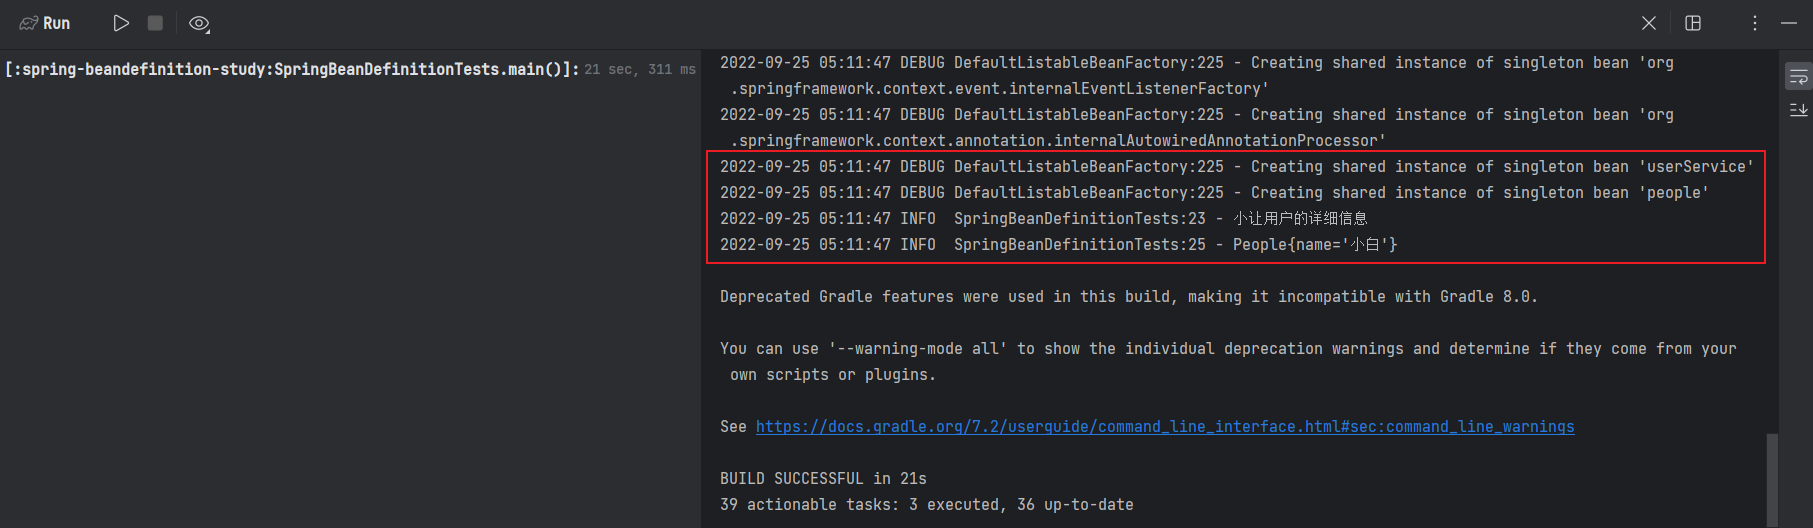 Run
[:spring-beandefinition-study:SpringBeanDefinitionTests.main()]: 21 sec, 311 ms
2022-09-25 05:11:47 DEBUG DefaultListableBeanFactory:225 - Creating shared instance of singleton bean 'org
.springframework.context.event.internalEventListenerFactory'
2022-09-25 05:11:47 DEBUG DefaultListableBeanFactory:225 - Creating shared instance of singleton bean 'org
.springframework.context.annotation.internalAutowiredAnnotationProcessor'
2022-09-25 05:11:47 DEBUG DefaultListableBeanFactory:225 - Creating shared instance of singleton bean 'userService'
2022-09-25 05:11:47 DEBUG DefaultListableBeanFactory:225 - Creating shared instance of singleton bean 'people'
2022-09-25 05:11:47 INFO  SpringBeanDefinitionTests:23 - 小让用户的详细信息
2022-09-25 05:11:47 INFO  SpringBeanDefinitionTests:25 - People{name='小白'}
Deprecated Gradle features were used in this build, making it incompatible with Gradle 8.0.
You can use '--warning-mode all' to show the individual deprecation warnings and determine if they come from your
own scripts or plugins.
See https://docs.gradle.org/7.2/userguide/command_line_interface.html#sec:command_line_warnings
BUILD SUCCESSFUL in 21s
39 actionable tasks: 3 executed, 36 up-to-date